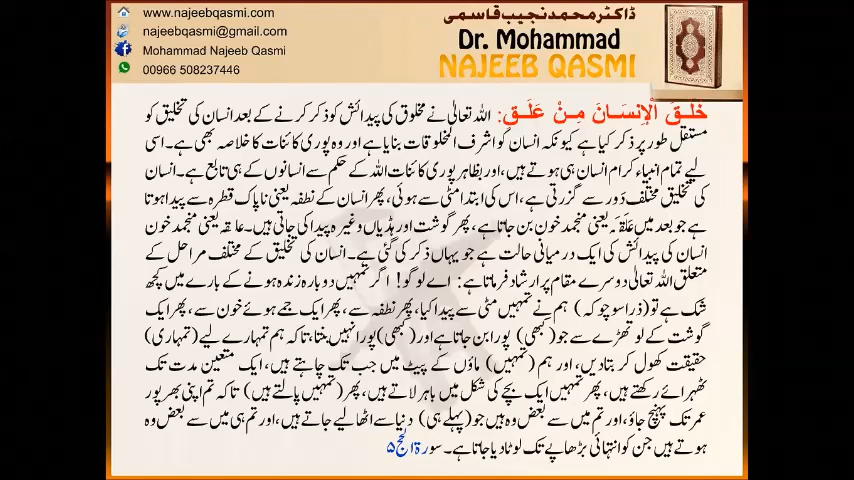 www.najeebqasmi.com
najeebqasmi@gmail.com
Mohammad Najeeb Qasmi
00966 508237446
ڈاکٹر محمد نجیب قاسمی
Dr. Mohammad
NAJEEB QASMI
خَلَقَ الْإِنسَانَ مِنْ عَلَقٍ: اللہ تعالیٰ نے مخلوق کی پیدائش کو ذکر کرنے کے بعد انسان کی تخلیق کو
مستقل طور پر ذکر کیا ہے کیونکہ انسان کو اشرف المخلوقات بنایا ہے اور وہ پوری کائنات کا خلاصہ بھی ہے۔ اسی
لیے تمام انبیاء کرام انسان ہی ہوتے ہیں، اور بظاہر پوری کائنات اللہ کے حکم سے انسانوں کے ہی تابع ہے۔ انسان
کی تخلیق مختلف دَور سے گزرتی ہے، اس کی ابتدا مٹی سے ہوئی، پھر انسان کے نطفہ یعنی ناپاک قطرہ سے پیدا ہوتا
ہے جو بعد میں عَلَقَہ یعنی منجمد خون بن جاتا ہے، پھر گوشت اور ہڈیاں وغیرہ پیدا کی جاتی ہیں۔ علقہ یعنی منجمد خون
انسان کی پیدائش کی ایک درمیانی حالت ہے جو یہاں ذکر کی گئی ہے۔ انسان کی تخلیق کے مختلف مراحل کے
متعلق اللہ تعالیٰ دوسرے مقام پر ارشاد فرماتا ہے: اے لوگو! اگر تمہیں دوبارہ زندہ ہونے کے بارے میں کچھ
شک ہے تو (ذرا سوچو کہ) ہم نے تمہیں مٹی سے پیدا کیا، پھر نطفہ سے، پھر ایک جمے ہوئے خون سے، پھر ایک
گوشت کے لوتھڑے سے جو (کبھی) پورا بن جاتا ہے اور (کبھی) پورا نہیں بنتا، تاکہ ہم تمہارے لیے (تمہاری)
حقیقت کھول کر بتادیں، اور ہم (تمہیں) ماؤں کے پیٹ میں جب تک چاہتے ہیں، ایک متعین مدت تک
ٹھہرائے رکھتے ہیں، پھر تمہیں ایک بچے کی شکل میں باہر لاتے ہیں، پھر (تمہیں پالتے ہیں) تاکہ تم اپنی بھرپور
عمر تک پہنچ جاؤ، اور تم میں سے بعض وہ ہیں جو (پہلے ہی) دنیا سے اٹھا لیے جاتے ہیں، اور تم ہی میں سے بعض وہ
ہوتے ہیں جن کو انتہائی بڑھاپے تک لوٹا دیا جاتا ہے۔ سورۃ الحج ۵